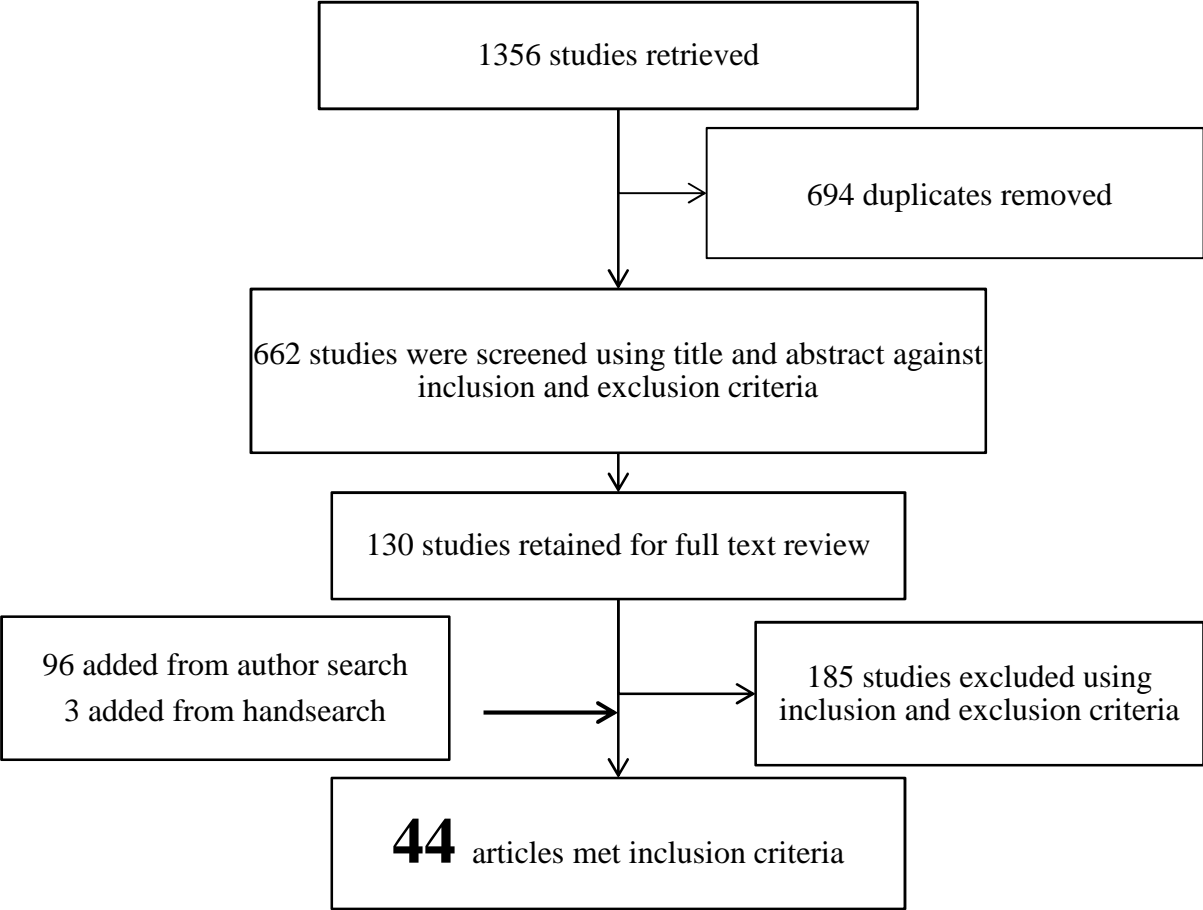 1356 studies retrieved
694 duplicates removed
662 studies were screened using title and abstract against
inclusion and exclusion criteria
130 studies retained for full text review
96 added from author search
3 added from handsearch
185 studies excluded using
inclusion and exclusion criteria
44 articles met inclusion criteria